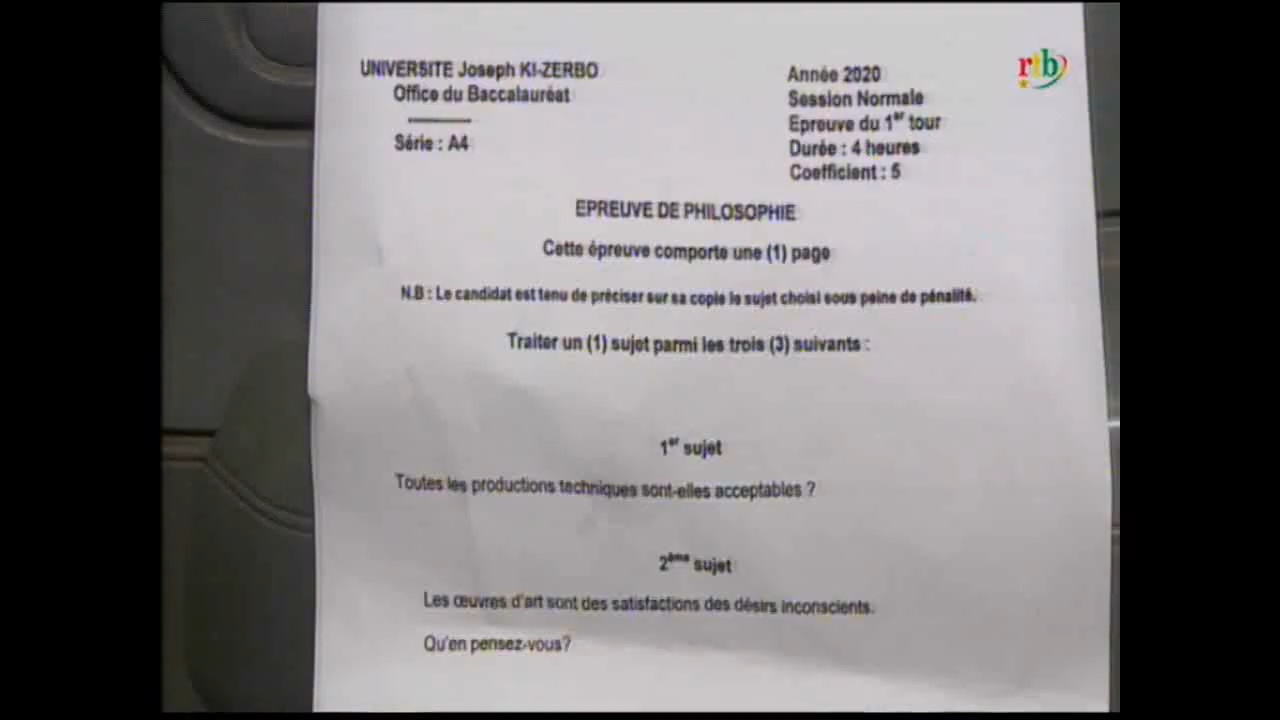 UNIVERSITE Joseph KI-ZERBO
Office du Baccalauréat
Série : A4
Année 2020
Session Normale
Epreuve du 1er tour
Durée : 4 heures
Coefficient : 5
rtb
EPREUVE DE PHILOSOPHIE
Cette épreuve comporte une (1) page
N.B : Le candidat est tenu de préciser sur sa copie le sujet choisi sous peine de pénalité.
Traiter un (1) sujet parmi les trois (3) suivants :
1er sujet
Toutes les productions techniques sont-elles acceptables ?
2ème sujet
Les œuvres d'art sont des satisfactions des désirs inconscients.
Qu'en pensez-vous?